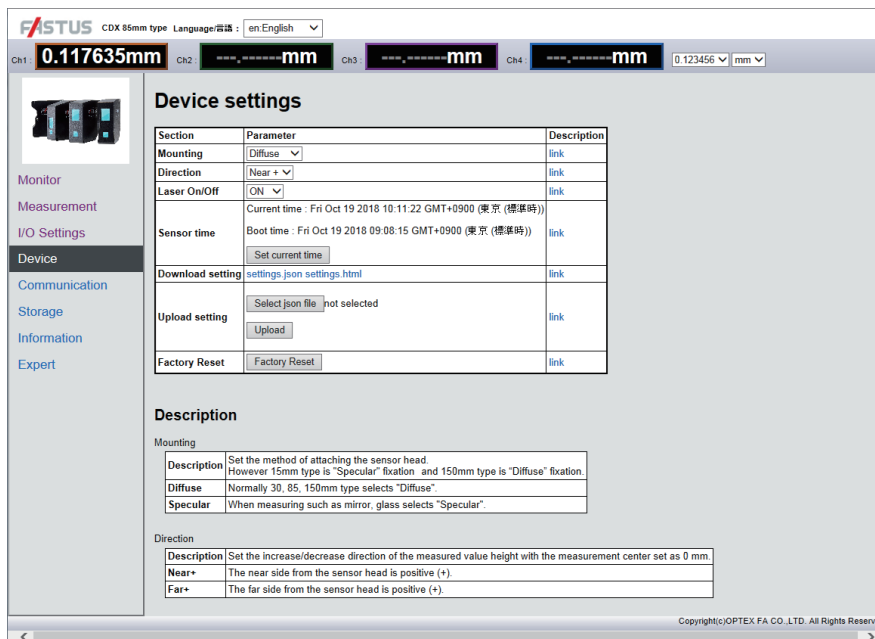 FASTUS CDX 85mm type Language/言語 : en:English
Ch1 : 0.117635mm Ch2 : ---.------mm Ch3 : ---.------mm Ch4 : ---.------mm 0.123456 mm
Device settings
Section Parameter Description
Mounting Diffuse link
Direction Near + link
Laser On/Off ON link
Current time : Fri Oct 19 2018 10:11:22 GMT+0900 (東京 (標準時))
Sensor time Boot time : Fri Oct 19 2018 09:08:15 GMT+0900 (東京 (標準時)) link
Set current time
Download setting settings.json settings.html link
Select json file not selected
Upload setting link
Upload
Factory Reset Factory Reset link
Monitor
Measurement
I/O Settings
Device
Communication
Storage
Information
Expert
Description
Mounting
Description Set the method of attaching the sensor head.
However 15mm type is "Specular" fixation and 150mm type is "Diffuse" fixation.
Diffuse Normally 30, 85, 150mm type selects "Diffuse".
Specular When measuring such as mirror, glass selects "Specular".
Direction
Description Set the increase/decrease direction of the measured value height with the measurement center set as 0 mm.
Near+ The near side from the sensor head is positive (+).
Far+ The far side from the sensor head is positive (+).
Copyright(c)OPTEX FA CO.,LTD. All Rights Reserv